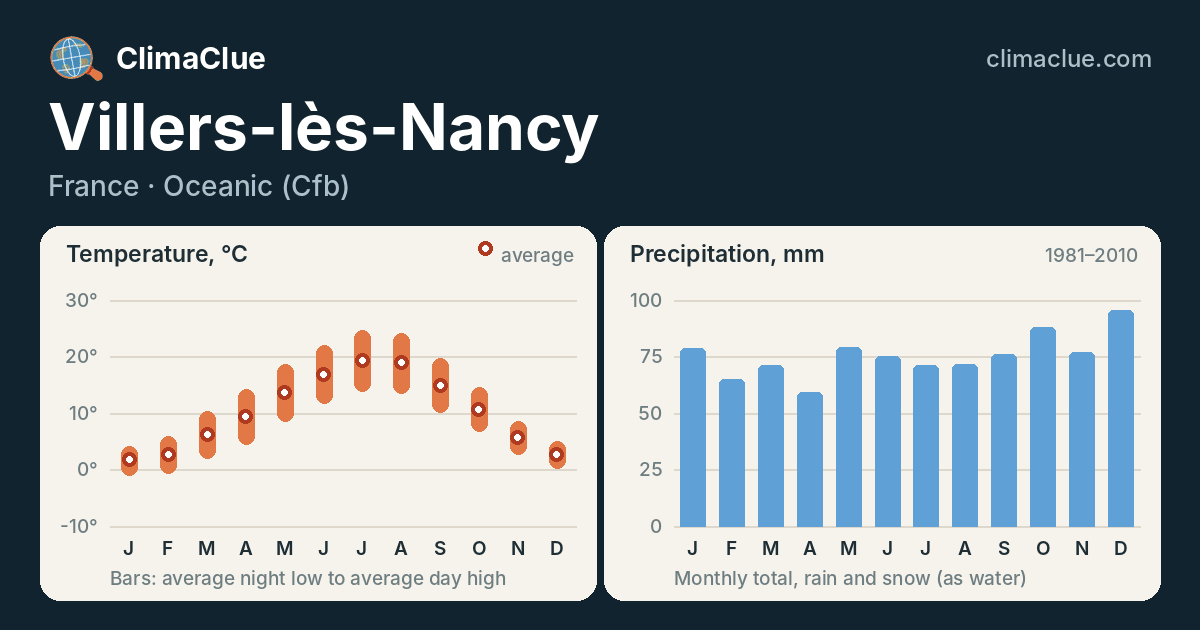 ClimaClue
climaclue.com
Villers-lès-Nancy
France · Oceanic (Cfb)
Temperature, °C
average
30°
20°
10°
0°
-10°
J F M A M J J A S O N D
Bars: average night low to average day high
Precipitation, mm
1981–2010
100
75
50
25
0
J F M A M J J A S O N D
Monthly total, rain and snow (as water)